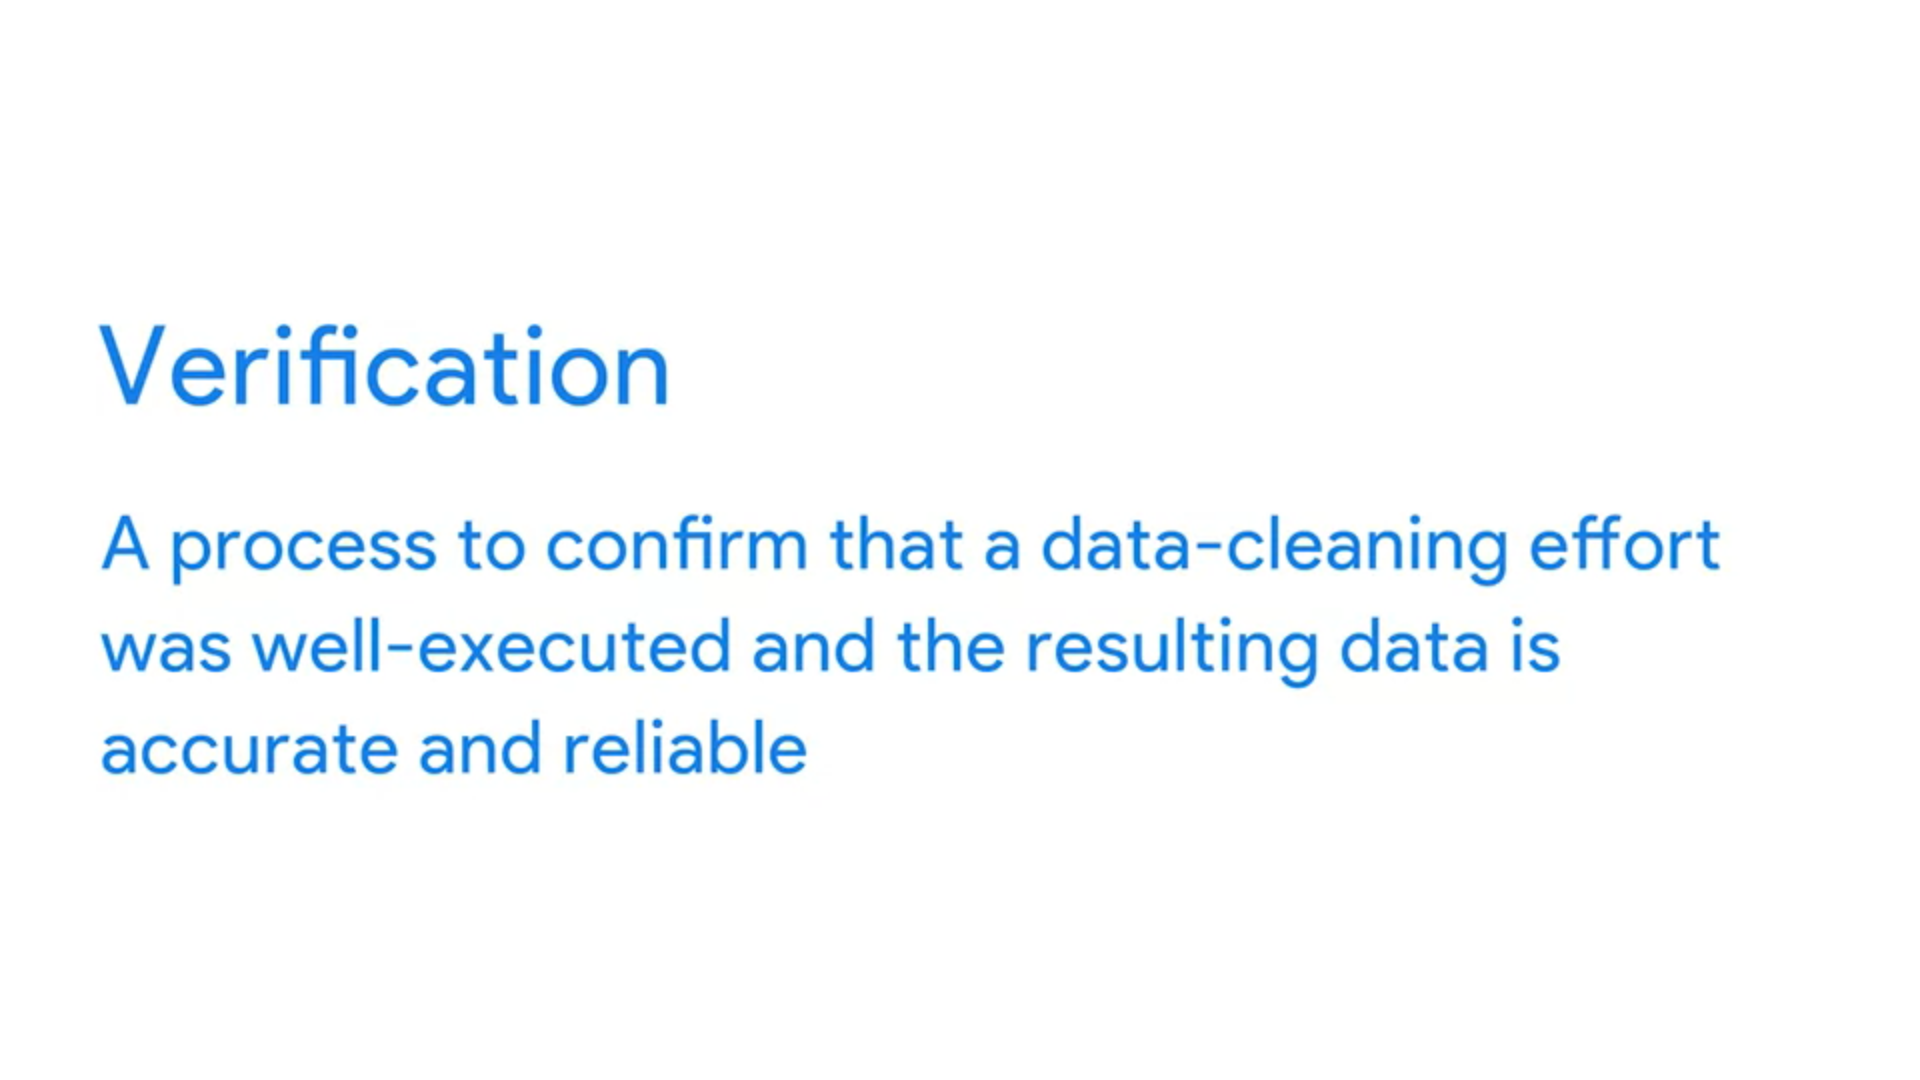 Verification
A process to confirm that a data-cleaning effort
was well-executed and the resulting data is
accurate and reliable